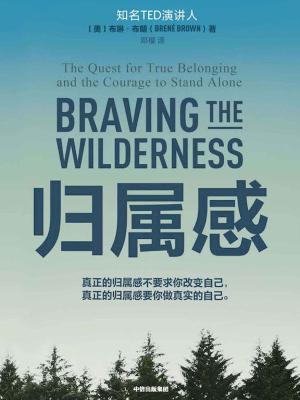 知名TED演讲人
【美】布琳·布朗（BRENÉ BROWN）著
邓樱 译
The Quest for True Belonging
and the Courage to Stand Alone
BRAVING THE
WILDERNESS
归属感
真正的归属感不要求你改变自己，
真正的归属感要你做真实的自己。
中信出版集团